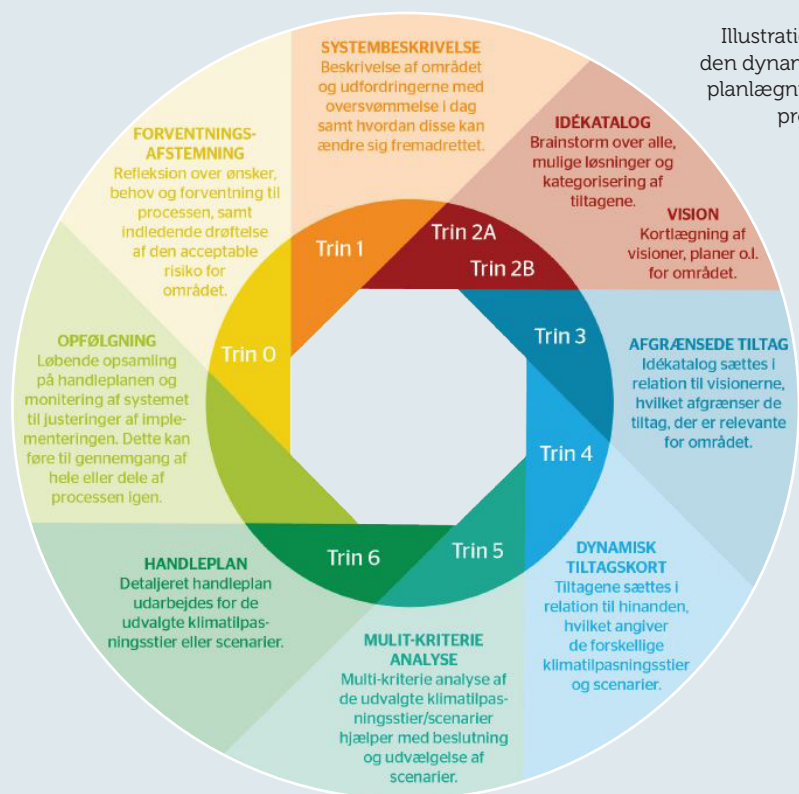 Illustratio
den dynam
planlægni
pro
SYSTEMBESKRIVELSE
Beskrivelse af området
og udfordringerne med
oversvømmelse i dag
samt hvordan disse kan
ændre sig fremadrettet.
IDÉKATALOG
Brainstorm over alle,
mulige løsninger og
kategorisering af
tiltagene.
VISION
Kortlægning af
visioner, planer o.l.
for området.
AFGRÆNSEDE TILTAG
Idékatalog sættes i
relation til visionerne,
hvilket afgrænser de
tiltag, der er relevante
for området.
DYNAMISK
TILTAGSKORT
Tiltagene sættes i
relation til hinanden,
hvilket angiver
de forskellige
klimatilpasningsstier
og scenarier.
MULIT-KRITERIE
ANALYSE
Multi-kriterie analyse af
de udvalgte klimatilpas-
ningsstier/scenarier
hjælper med beslutning
og udvælgelse af
scenarier.
HANDLEPLAN
Detaljeret handleplan
udarbejdes for de
udvalgte klimatilpas-
ningsstier eller scenarier.
OPFØLGNING
Løbende opsamling
på handleplanen og
monitering af systemet
til justeringer af imple-
menteringen. Dette kan
føre til gennemgang af
hele eller dele af
processen igen.
FORVENTNINGS-
AFSTEMNING
Refleksion over ønsker,
behov og forventning til
processen, samt
indledende drøftelse
af den acceptable
risiko for
området.
Trin 0
Trin 1
Trin 2A
Trin 2B
Trin 3
Trin 4
Trin 5
Trin 6